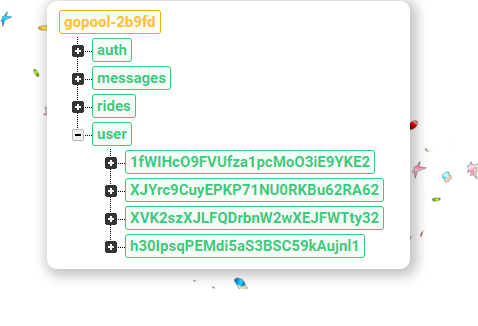 gopool-2b9fd
auth
messages
rides
user
1fWIHcO9FVUfza1pcMoO3iE9YKE2
XJYrc9CuyEPKP71NU0RKBu62RA62
XVK2szXJLFQDrbnW2wXEJFWTty32
h30IpsqPEMdi5aS3BSC59kAujnl1